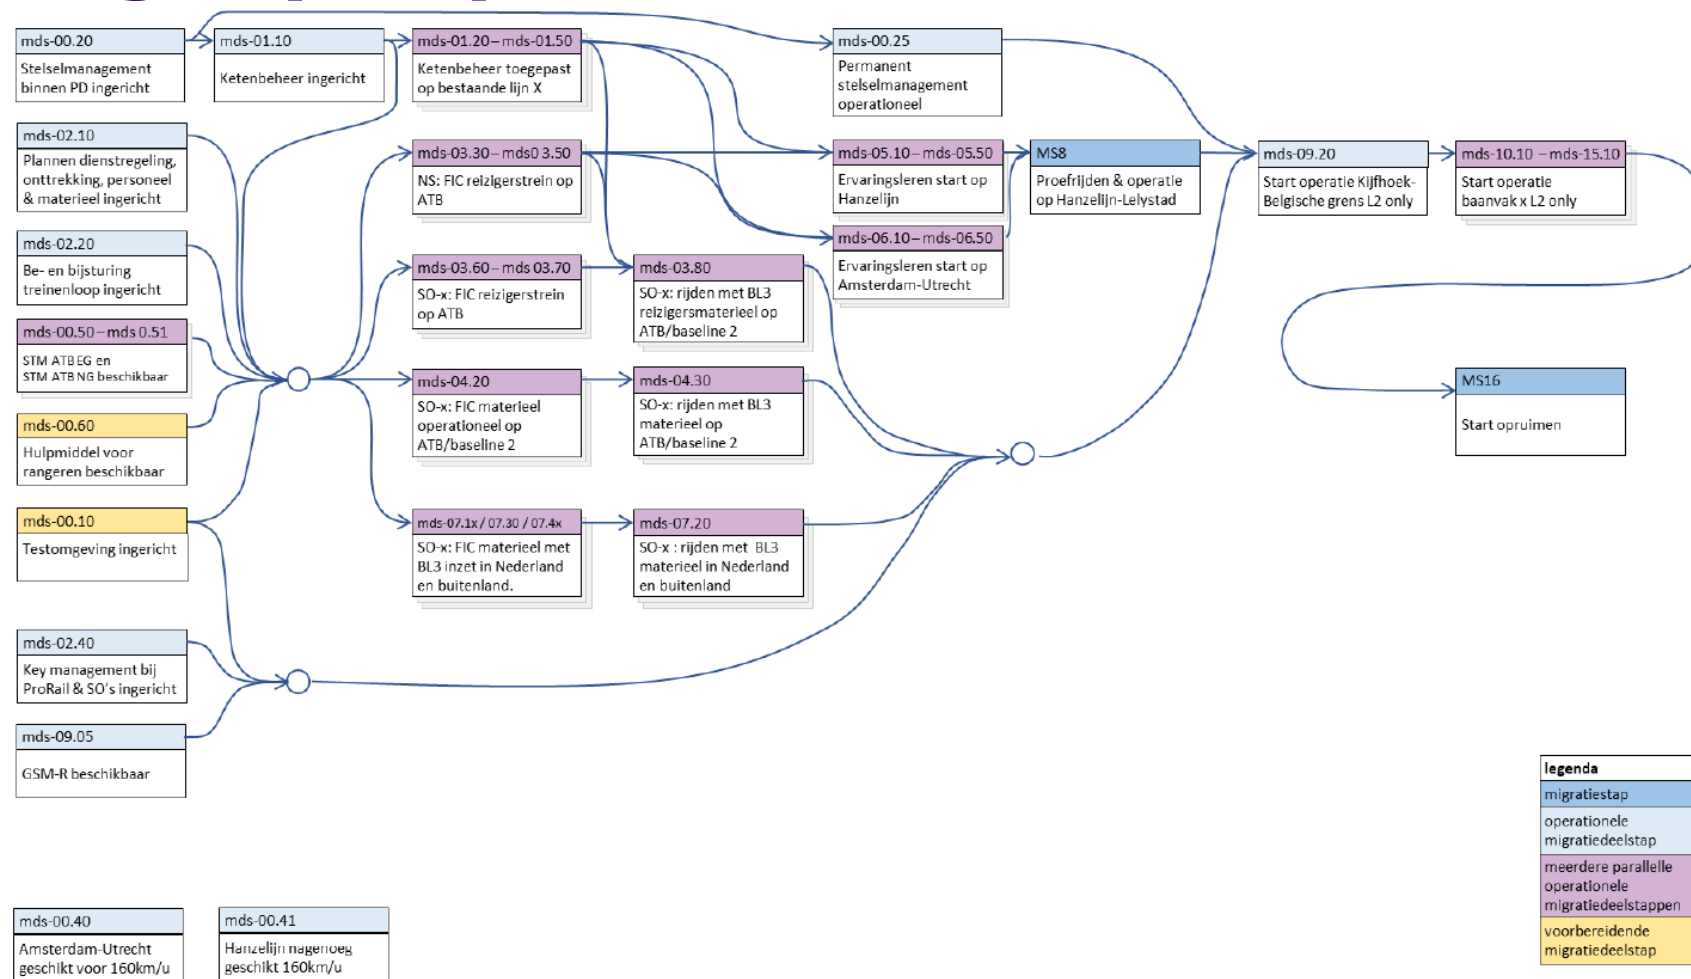 mds-00.20
Stelselmanagement
binnen PD ingericht
mds-01.10
Ketenbeheer ingericht
mds-01.20 – mds-01.50
Ketenbeheer toegepast
op bestaande lijn X
mds-00.25
Permanent
stelselmanagement
operationeel
mds-02.10
Plannen dienstregeling,
onttrekking, personeel
& materieel ingericht
mds-03.30 – mds0 3.50
NS: FIC reizigerstrein op
ATB
mds-05.10 – mds-05.50
Ervaringsleren start op
Hanzelijn
MS8
Proefrijden & operatie
op Hanzelijn-Lelystad
mds-09.20
Start operatie Kijfhoek-
Belgische grens L2 only
mds-10.10 – mds-15.10
Start operatie
baanvak x L2 only
mds-02.20
Be- en bijsturing
treinenloop ingericht
mds-03.60 – mds 03.70
SO-x: FIC reizigerstrein
op ATB
mds-03.80
SO-x: rijden met BL3
reizigersmaterieel op
ATB/baseline 2
mds-06.10 – mds-06.50
Ervaringsleren start op
Amsterdam-Utrecht
mds-00.50 – mds 0.51
STM ATBEG en
STM ATBNG beschikbaar
mds-04.20
SO-x: FIC materieel
operationeel op
ATB/baseline 2
mds-04.30
SO-x: rijden met BL3
materieel op
ATB/baseline 2
MS16
Start opruimen
mds-00.60
Hulpmiddel voor
rangeren beschikbaar
mds-00.10
Testomgeving ingericht
mds-07.1x / 07.30 / 07.4x
SO-x: FIC materieel met
BL3 inzet in Nederland
en buitenland.
mds-07.20
SO-x : rijden met BL3
materieel in Nederland
en buitenland
mds-02.40
Key management bij
ProRail & SO's ingericht
mds-09.05
GSM-R beschikbaar
legenda
migratiestap
operationele
migratiedeelstap
meerdere parallelle
operationele
migratiedeelstappen
voorbereidende
migratiedeelstap
mds-00.40
Amsterdam-Utrecht
geschikt voor 160km/u
mds-00.41
Hanzelijn nagenoeg
geschikt 160km/u